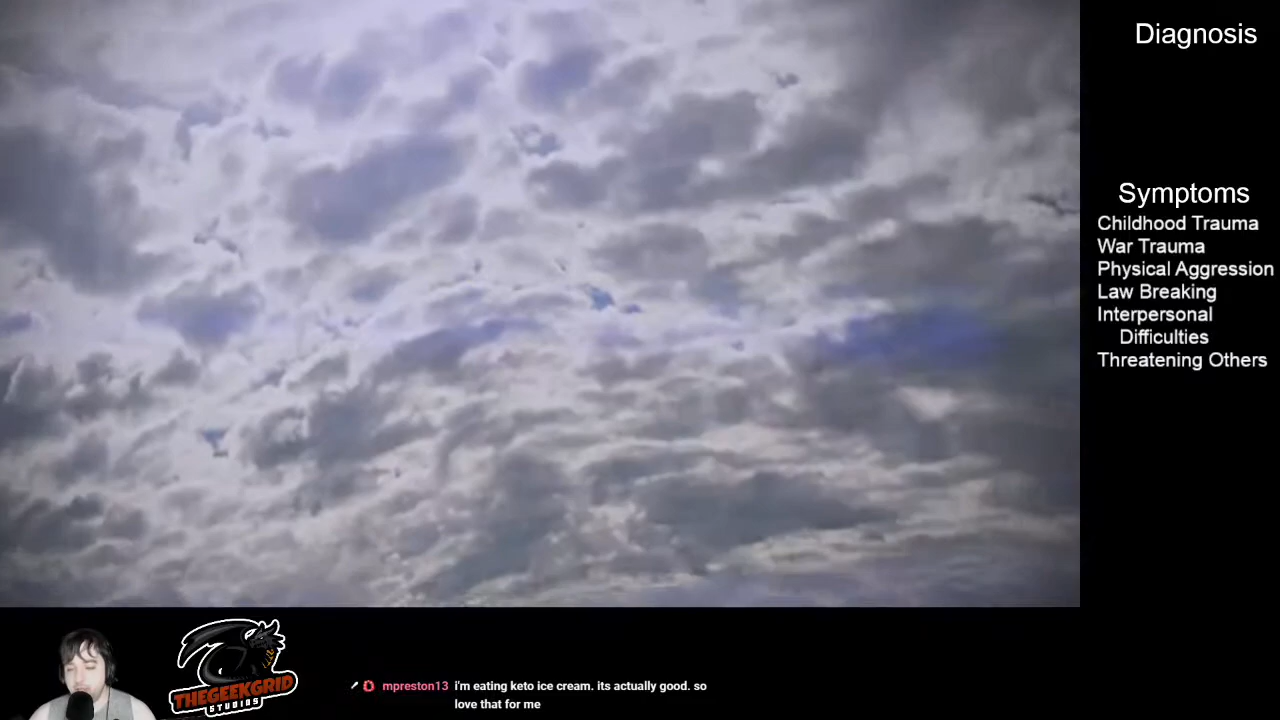 Diagnosis
Symptoms
Childhood Trauma
War Trauma
Physical Aggression
Law Breaking
Interpersonal
Difficulties
Threatening Others
THEGEEKGRID
STUDIOS
mpreston13 i'm eating keto ice cream. its actually good. so
love that for me